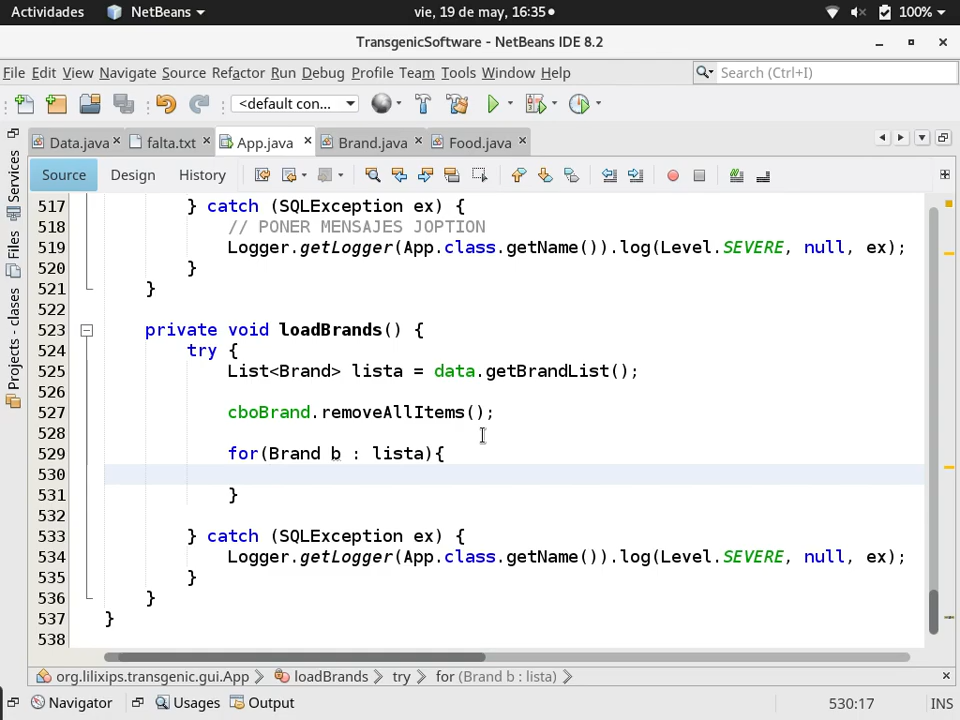 Actividades NetBeans vie, 19 de may, 16:35 100%
TransgenicSoftware - NetBeans IDE 8.2
File Edit View Navigate Source Refactor Run Debug Profile Team Tools Window Help Search (Ctrl+I)
<default con...
Data.java falta.txt App.java Brand.java Food.java
Source Design History
Services
Files
Projects - clases
517 } catch (SQLException ex) {
518 // PONER MENSAJES JOPTION
519 Logger.getLogger(App.class.getName()).log(Level.SEVERE, null, ex);
520 }
521 }
522
523 private void loadBrands() {
524 try {
525 List<Brand> lista = data.getBrandList();
526
527 cboBrand.removeAllItems();
528
529 for(Brand b : lista){
530
531 }
532
533 } catch (SQLException ex) {
534 Logger.getLogger(App.class.getName()).log(Level.SEVERE, null, ex);
535 }
536 }
537 }
538
org.lilixips.transgenic.gui.App loadBrands try for (Brand b : lista)
Navigator Usages Output 530:17 INS